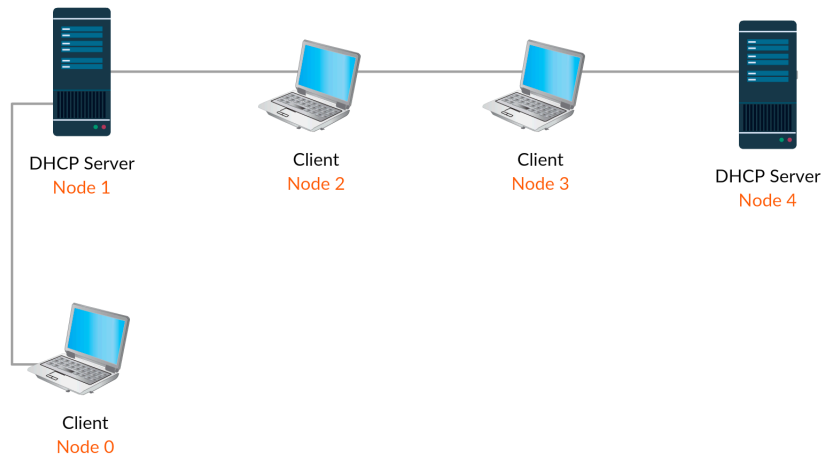 DHCP Server
Node 1
Client
Node 2
Client
Node 3
DHCP Server
Node 4
Client
Node 0